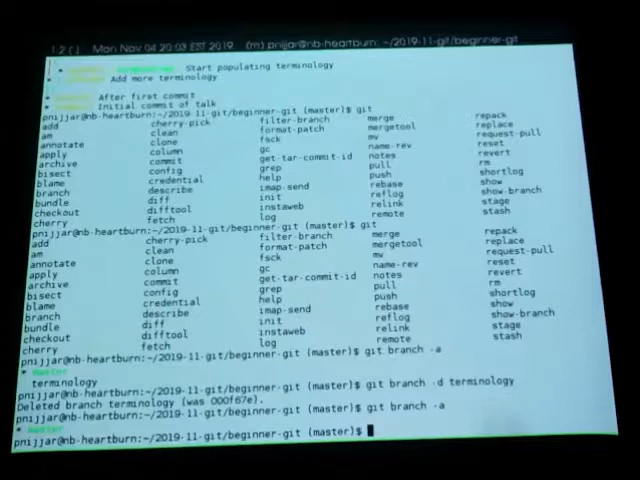 1.2 [ ] Mon Nov 04 20:03 EST 2019 (m) pnijjar@nb-heartburn: ~/2019-11-git/beginner-git
* Start populating terminology
* Add more terminology
* After first commit
* Initial commit of talk
pnijjar@nb-heartburn:~/2019-11-git/beginner-git (master)$ git
add cherry-pick filter-branch merge repack
am clean format-patch mergetool replace
annotate clone fsck mv request-pull
apply column gc name-rev reset
archive commit get-tar-commit-id notes revert
bisect config grep pull rm
blame credential help push shortlog
branch describe imap-send rebase show
bundle diff init reflog show-branch
checkout difftool instaweb relink stage
cherry fetch log remote stash
pnijjar@nb-heartburn:~/2019-11-git/beginner-git (master)$ git
add cherry-pick filter-branch merge repack
am clean format-patch mergetool replace
annotate clone fsck mv request-pull
apply column gc name-rev reset
archive commit get-tar-commit-id notes revert
bisect config grep pull rm
blame credential help push shortlog
branch describe imap-send rebase show
bundle diff init reflog show-branch
checkout difftool instaweb relink stage
cherry fetch log remote stash
pnijjar@nb-heartburn:~/2019-11-git/beginner-git (master)$ git branch -a
* master
terminology
pnijjar@nb-heartburn:~/2019-11-git/beginner-git (master)$ git branch -d terminology
Deleted branch terminology (was 000f67e).
pnijjar@nb-heartburn:~/2019-11-git/beginner-git (master)$ git branch -a
* master
pnijjar@nb-heartburn:~/2019-11-git/beginner-git (master)$